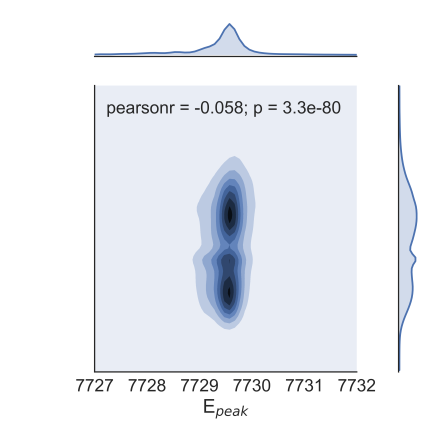 pearsonr = -0.058; p = 3.3e-80
7727 7728 7729 7730 7731 7732
E_peak